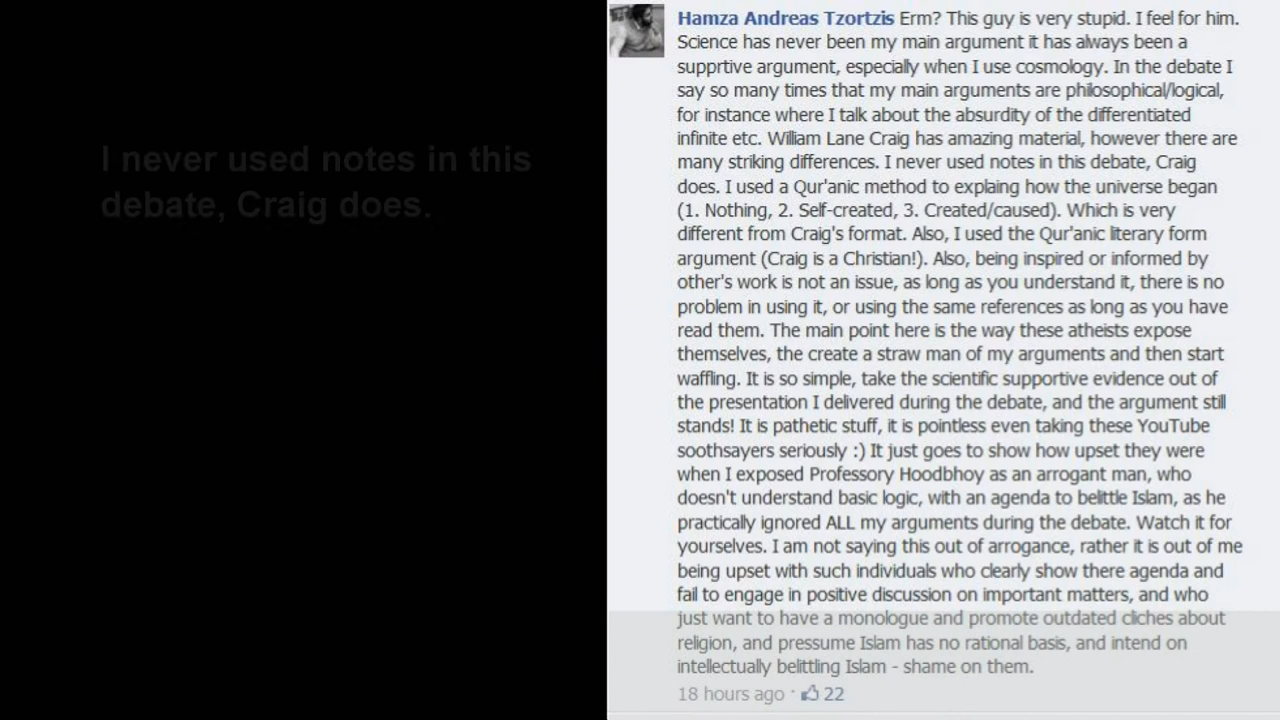 I never used notes in this
debate, Craig does.
Hamza Andreas Tzortzis Erm? This guy is very stupid. I feel for him.
Science has never been my main argument it has always been a
supprtive argument, especially when I use cosmology. In the debate I
say so many times that my main arguments are philosophical/logical,
for instance where I talk about the absurdity of the differentiated
infinite etc. William Lane Craig has amazing material, however there are
many striking differences. I never used notes in this debate, Craig
does. I used a Qur'anic method to explaing how the universe began
(1. Nothing, 2. Self-created, 3. Created/caused). Which is very
different from Craig's format. Also, I used the Qur'anic literary form
argument (Craig is a Christian!). Also, being inspired or informed by
other's work is not an issue, as long as you understand it, there is no
problem in using it, or using the same references as long as you have
read them. The main point here is the way these atheists expose
themselves, the create a straw man of my arguments and then start
waffling. It is so simple, take the scientific supportive evidence out of
the presentation I delivered during the debate, and the argument still
stands! It is pathetic stuff, it is pointless even taking these YouTube
soothsayers seriously :) It just goes to show how upset they were
when I exposed Professory Hoodbhoy as an arrogant man, who
doesn't understand basic logic, with an agenda to belittle Islam, as he
practically ignored ALL my arguments during the debate. Watch it for
yourselves. I am not saying this out of arrogance, rather it is out of me
being upset with such individuals who clearly show there agenda and
fail to engage in positive discussion on important matters, and who
just want to have a monologue and promote outdated cliches about
religion, and pressume Islam has no rational basis, and intend on
intellectually belittling Islam - shame on them.
18 hours ago · 22